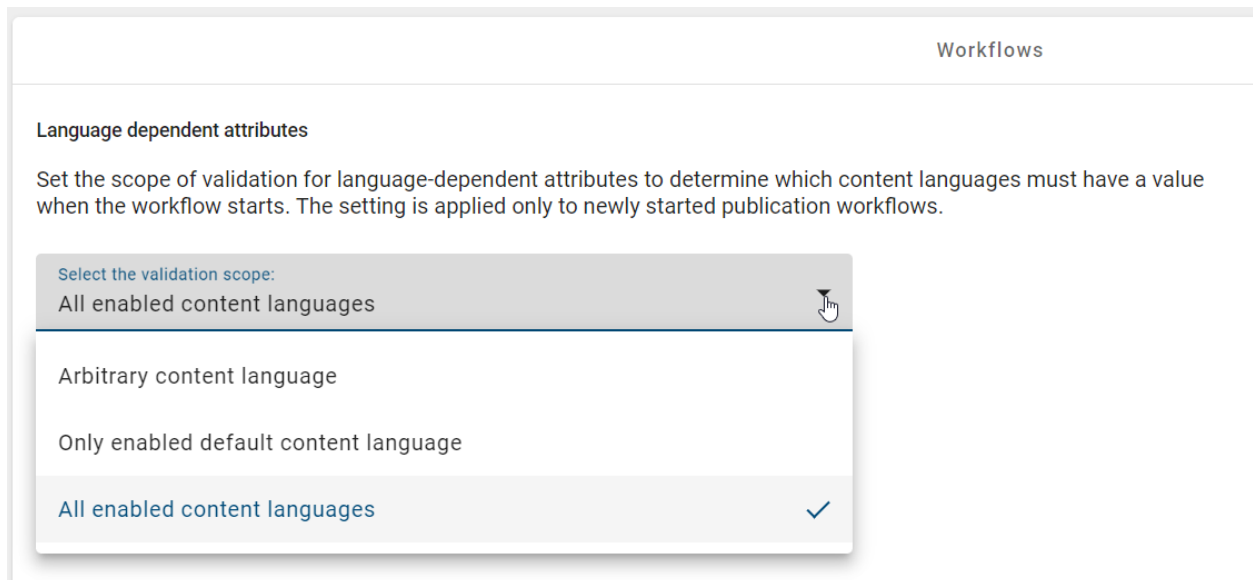 Workflows
Language dependent attributes
Set the scope of validation for language-dependent attributes to determine which content languages must have a value
when the workflow starts. The setting is applied only to newly started publication workflows.
Select the validation scope:
All enabled content languages
Arbitrary content language
Only enabled default content language
All enabled content languages